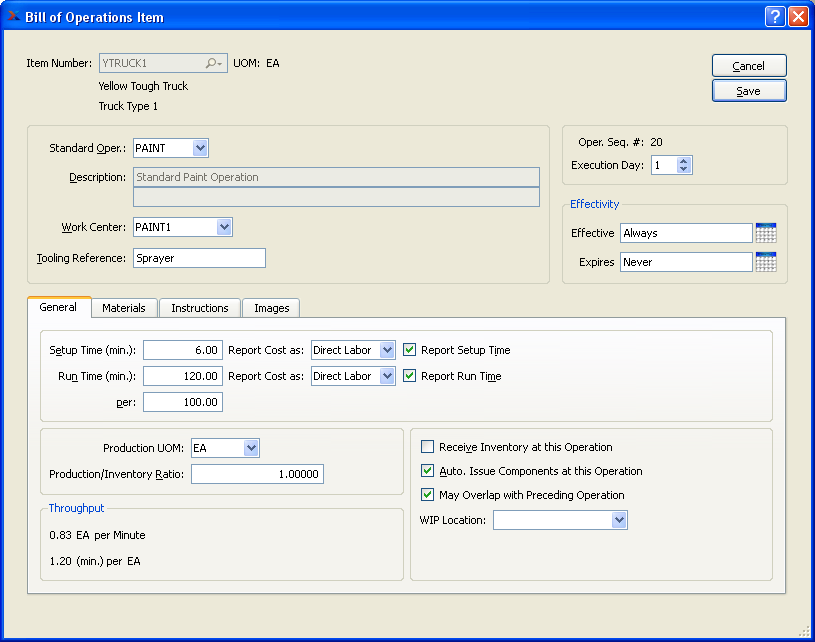 Bill of Operations Item
Item Number: YTRUCK1 UOM: EA
Yellow Tough Truck
Truck Type 1
Cancel
Save
Standard Oper.: PAINT
Description: Standard Paint Operation
Work Center: PAINT1
Tooling Reference: Sprayer
Oper. Seq. #: 20
Execution Day: 1
Effectivity
Effective Always
Expires Never
General Materials Instructions Images
Setup Time (min.): 6.00 Report Cost as: Direct Labor Report Setup Time
Run Time (min.): 120.00 Report Cost as: Direct Labor Report Run Time
per: 100.00
Production UOM: EA
Production/Inventory Ratio: 1.00000
Throughput
0.83 EA per Minute
1.20 (min.) per EA
Receive Inventory at this Operation
Auto. Issue Components at this Operation
May Overlap with Preceding Operation
WIP Location: